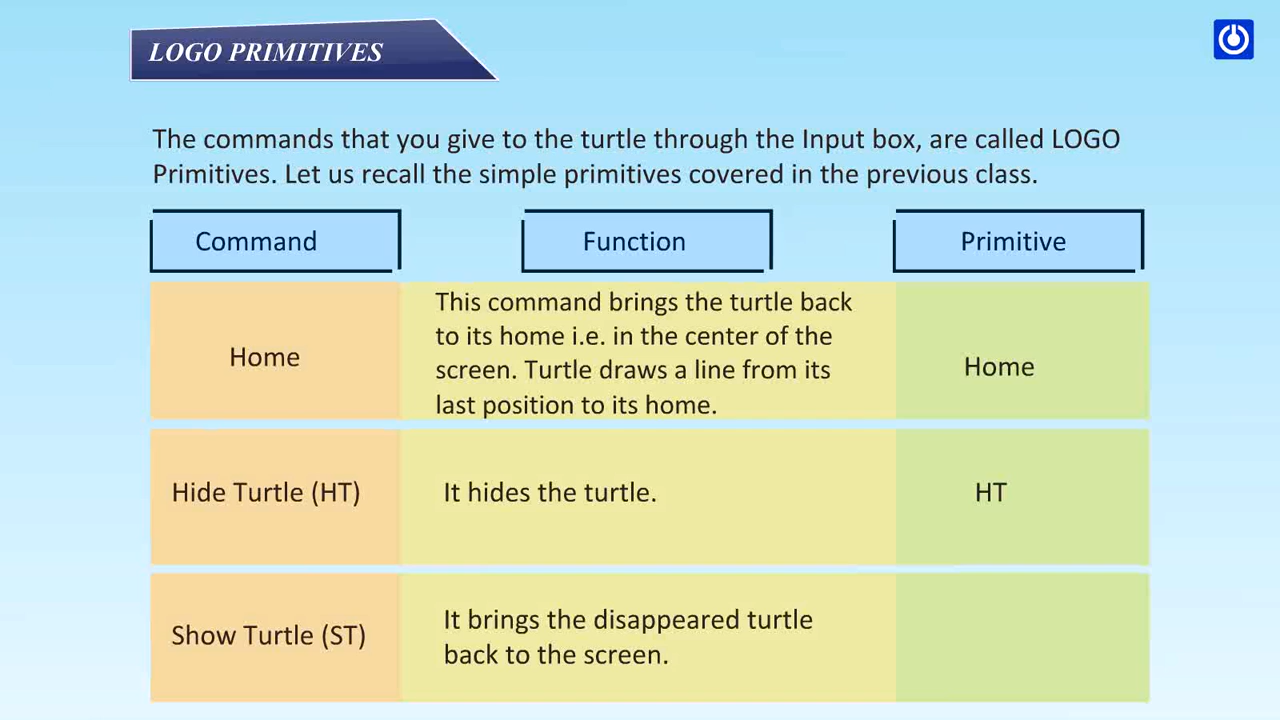 LOGO PRIMITIVES
The commands that you give to the turtle through the Input box, are called LOGO
Primitives. Let us recall the simple primitives covered in the previous class.
Command Function Primitive
Home
This command brings the turtle back
to its home i.e. in the center of the
screen. Turtle draws a line from its
last position to its home.
Home
Hide Turtle (HT) It hides the turtle. HT
Show Turtle (ST)
It brings the disappeared turtle
back to the screen.